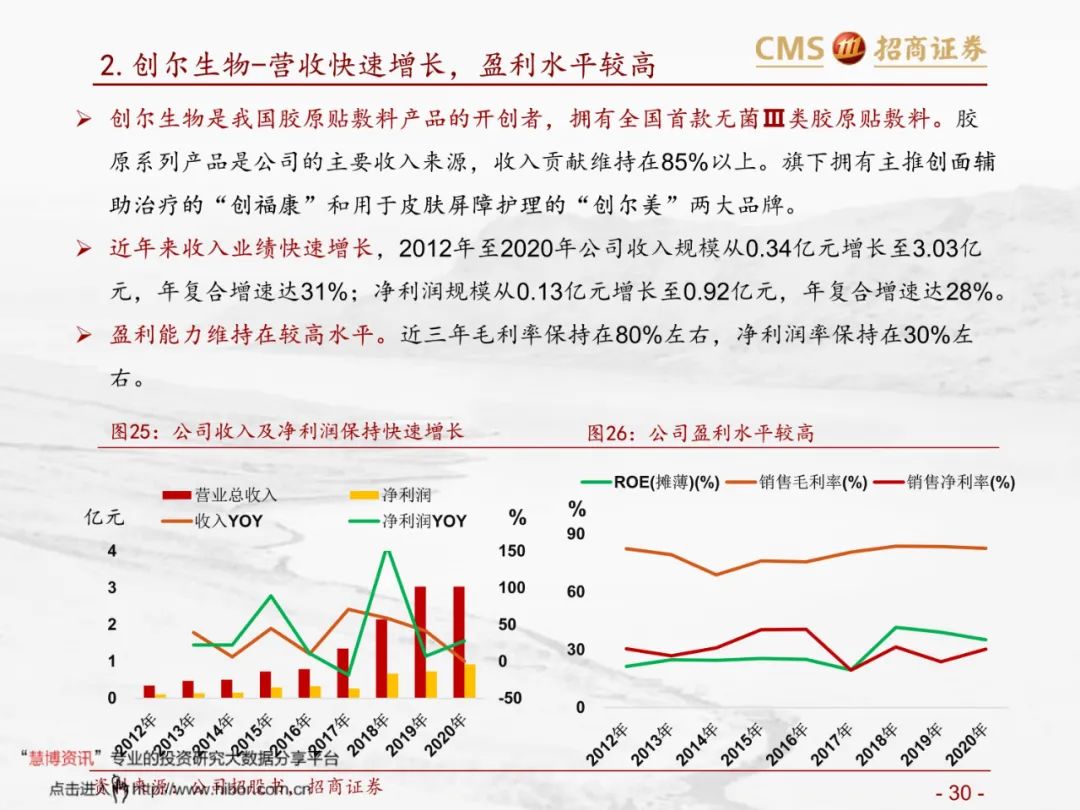 2. 创尔生物-营收快速增长，盈利水平较高
CMS 招商证券
➢ 创尔生物是我国胶原贴敷料产品的开创者，拥有全国首款无菌Ⅲ类胶原贴敷料。胶
原系列产品是公司的主要收入来源，收入贡献维持在85%以上。旗下拥有主推创面辅
助治疗的“创福康”和用于皮肤屏障护理的“创尔美”两大品牌。
➢ 近年来收入业绩快速增长，2012年至2020年公司收入规模从0.34亿元增长至3.03亿
元，年复合增速达31%；净利润规模从0.13亿元增长至0.92亿元，年复合增速达28%。
➢ 盈利能力维持在较高水平。近三年毛利率保持在80%左右，净利润率保持在30%左
右。
图25：公司收入及净利润保持快速增长
营业总收入 净利润
收入YOY 净利润YOY
亿元 %
4 150
3 100
2 50
1 0
0 -50
2012年 2013年 2014年 2015年 2016年 2017年 2018年 2019年 2020年
图26：公司盈利水平较高
ROE(摊薄)(%) 销售毛利率(%) 销售净利率(%)
%
90
60
30
0
2012年 2013年 2014年 2015年 2016年 2017年 2018年 2019年 2020年
“慧博资讯”专业的投资研究大数据分享平台
点击进入 http://www.hibor.com.cn
资料来源：公司招股书，招商证券
- 30 -